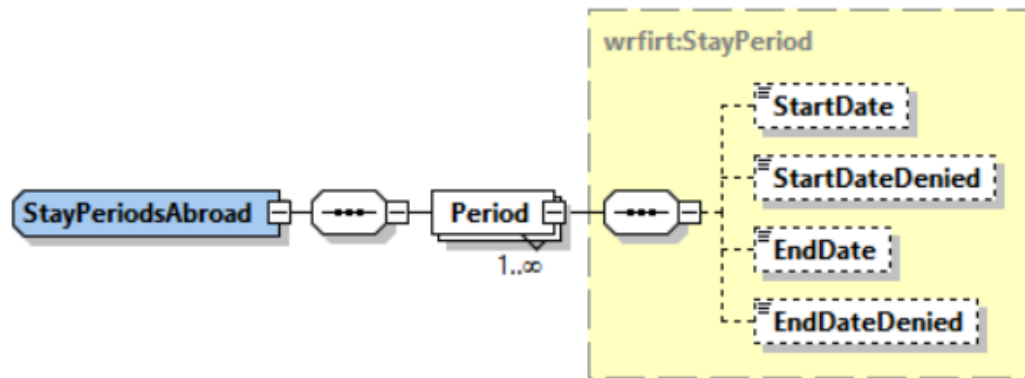 wrfirt:StayPeriod
StartDate
StartDateDenied
StayPeriodsAbroad
Period
1..∞
EndDate
EndDateDenied